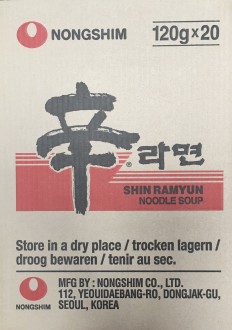 NONGSHIM 120g×20
辛라면
®
SHIN RAMYUN
NOODLE SOUP
Store in a dry place / trocken lagern /
droog bewaren / tenir au sec.
NONGSHIM
MFG BY : NONGSHIM CO., LTD.
112, YEOUIDAEBANG-RO, DONGJAK-GU,
SEOUL, KOREA